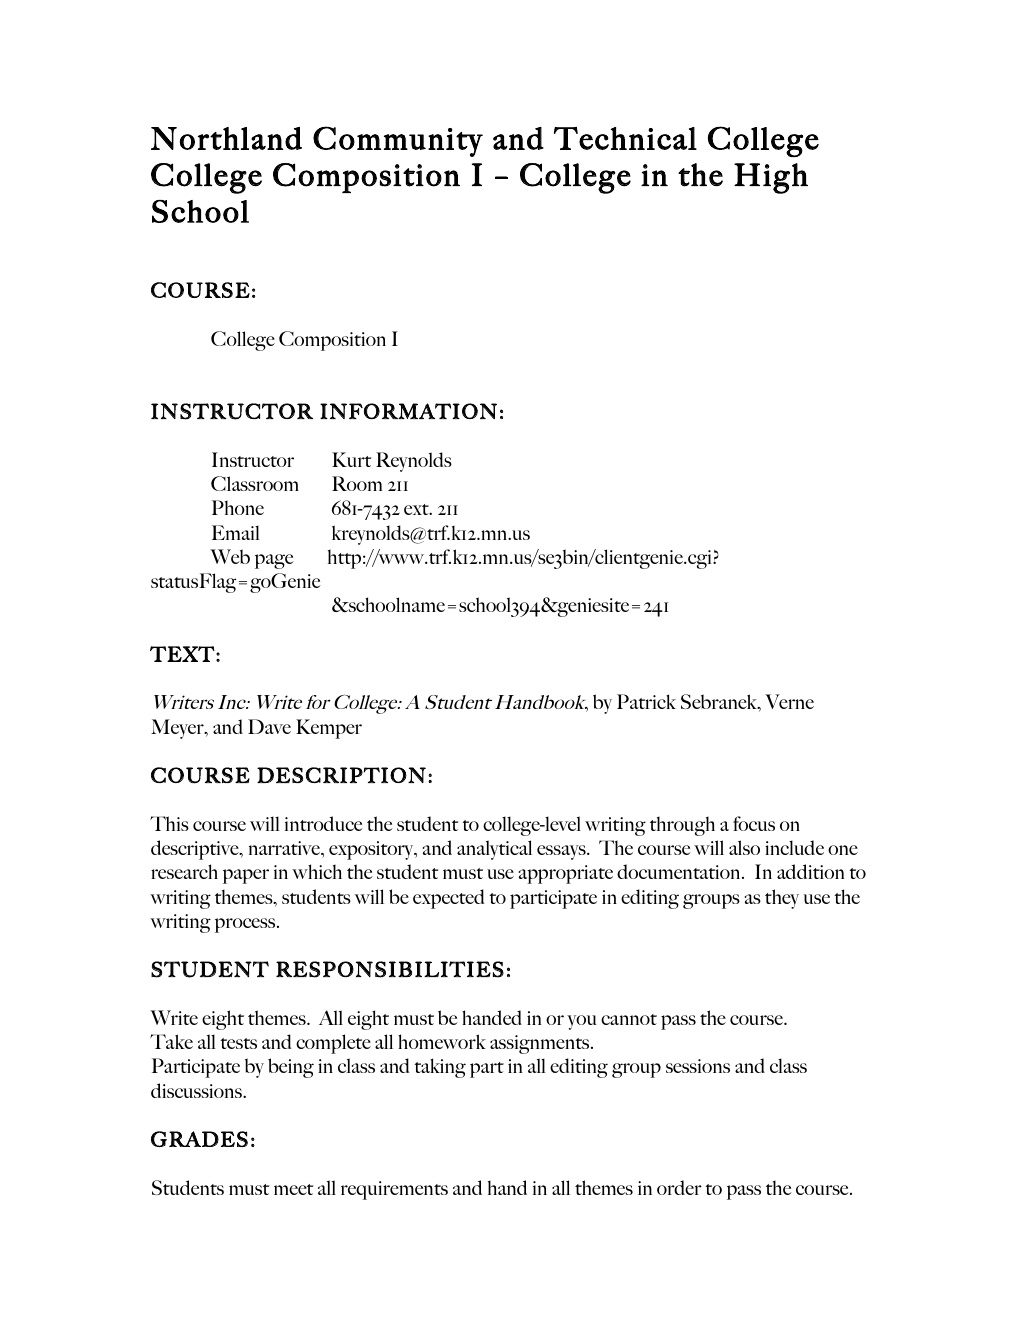 Northland Community and Technical College
College Composition I – College in the High
School
COURSE:
College Composition I
INSTRUCTOR INFORMATION:
Instructor Kurt Reynolds
Classroom Room 211
Phone 681-7432 ext. 211
Email kreynolds@trf.k12.mn.us
Web page http://www.trf.k12.mn.us/se3bin/clientgenie.cgi?
statusFlag=goGenie
&schoolname=school394&geniesite=241
TEXT:
Writers Inc: Write for College: A Student Handbook, by Patrick Sebranek, Verne
Meyer, and Dave Kemper
COURSE DESCRIPTION:
This course will introduce the student to college-level writing through a focus on
descriptive, narrative, expository, and analytical essays.  The course will also include one
research paper in which the student must use appropriate documentation.  In addition to
writing themes, students will be expected to participate in editing groups as they use the
writing process.
STUDENT RESPONSIBILITIES:
Write eight themes.  All eight must be handed in or you cannot pass the course.
Take all tests and complete all homework assignments.
Participate by being in class and taking part in all editing group sessions and class
discussions.
GRADES:
Students must meet all requirements and hand in all themes in order to pass the course.